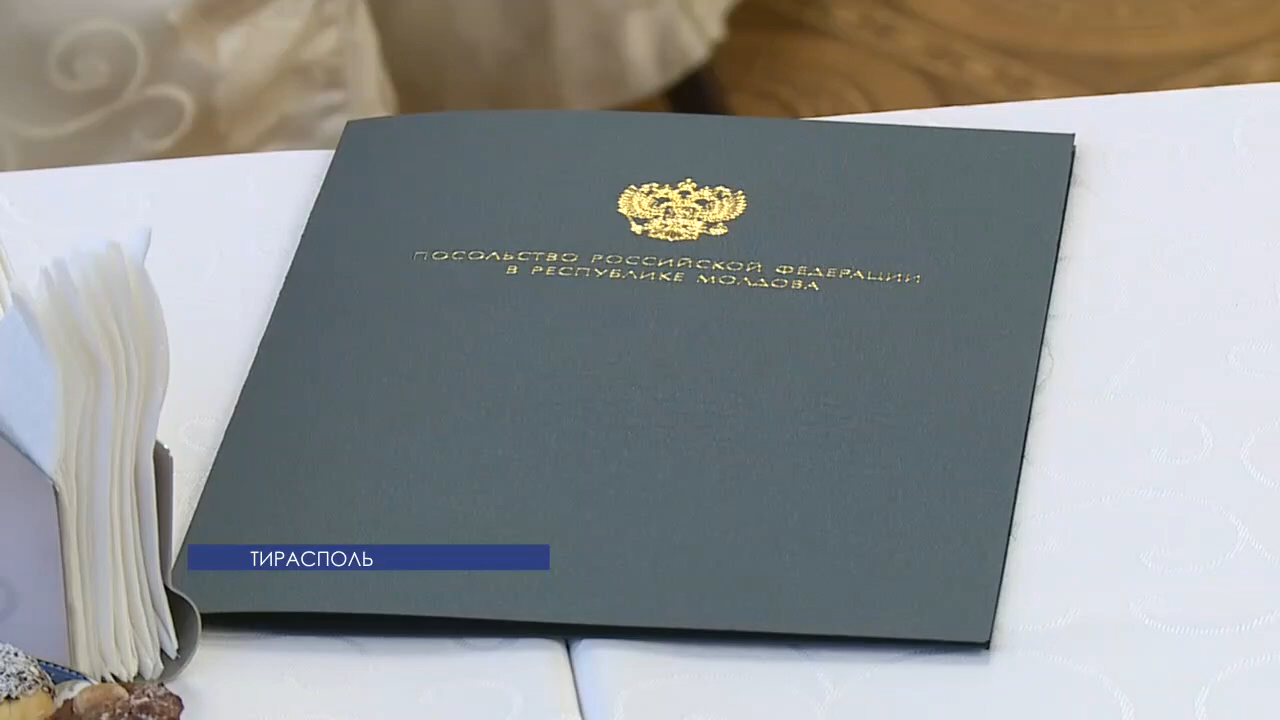 ПОСОЛЬСТВО РОССИЙСКОЙ ФЕДЕРАЦИИ
В РЕСПУБЛИКЕ МОЛДОВА
ТИРАСПОЛЬ